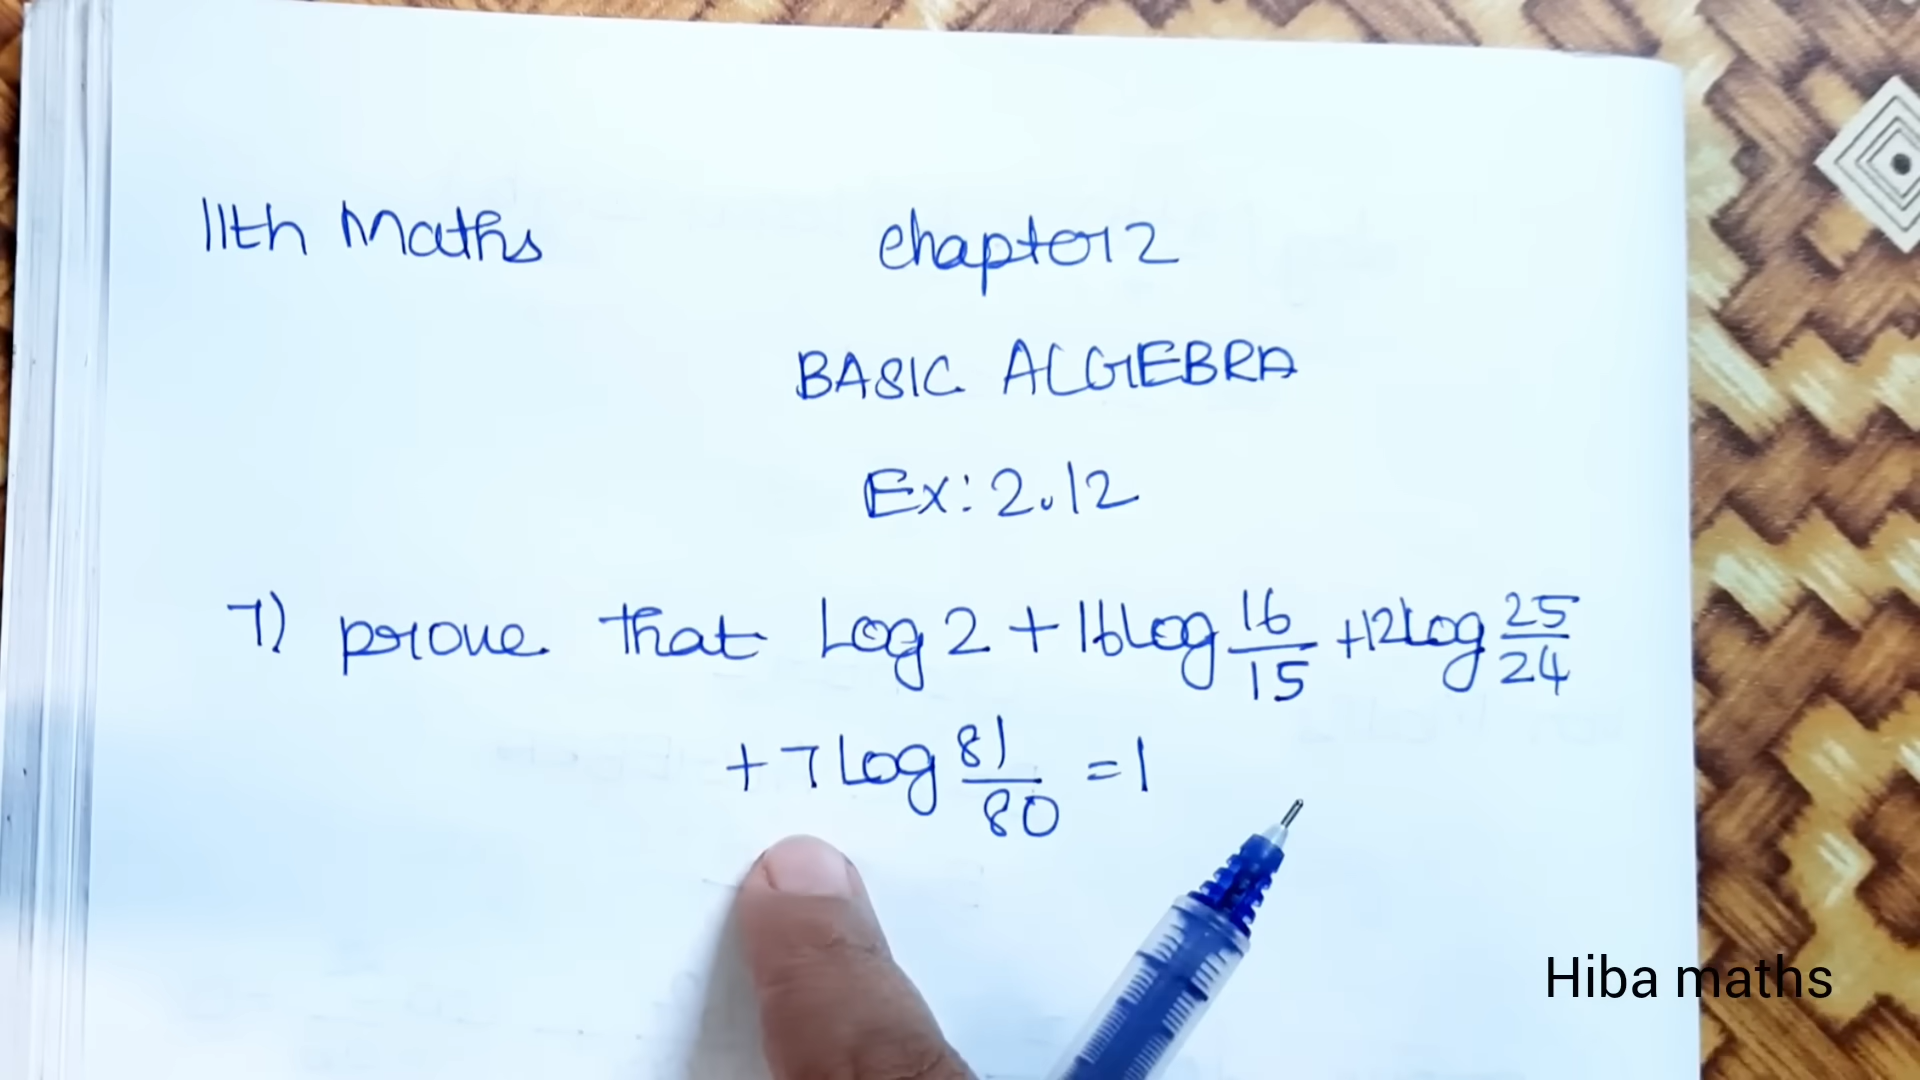 11th Maths chapter 2
BASIC ALGEBRA
Ex: 2.12
7) prove that Log 2 + 16 Log 16/15 + 12 Log 25/24
+ 7 Log 81/80 = 1
Hiba maths